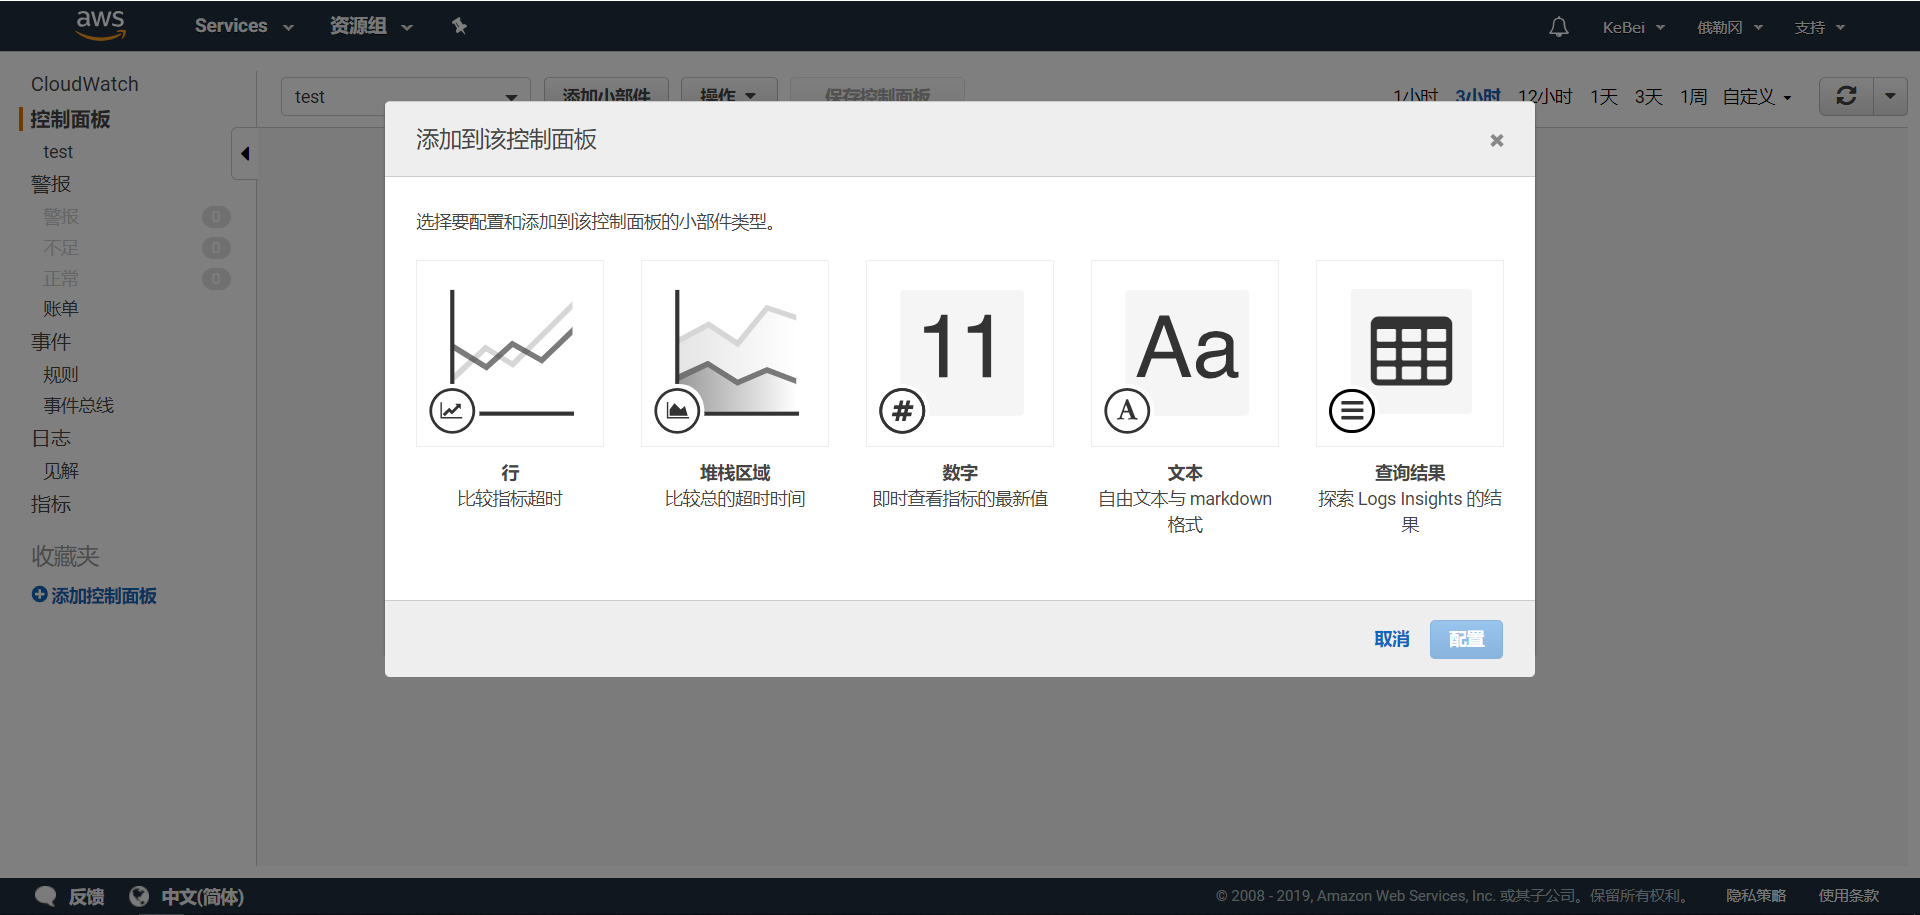 aws
Services
资源组
KeBei
俄勒冈
支持
CloudWatch
控制面板
test
警报
警报 0
不足 0
正常 0
账单
事件
规则
事件总线
日志
见解
指标
收藏夹
添加控制面板
test
添加小部件
操作
保存控制面板
1小时 3小时 12小时 1天 3天 1周 自定义
添加到该控制面板
×
选择要配置和添加到该控制面板的小部件类型。
行
比较指标超时
堆栈区域
比较总的超时时间
11
#
数字
即时查看指标的最新值
Aa
A
文本
自由文本与 markdown
格式
查询结果
探索 Logs Insights 的结
果
取消
配置
反馈
中文(简体)
© 2008 - 2019, Amazon Web Services, Inc. 或其子公司。保留所有权利。
隐私策略
使用条款